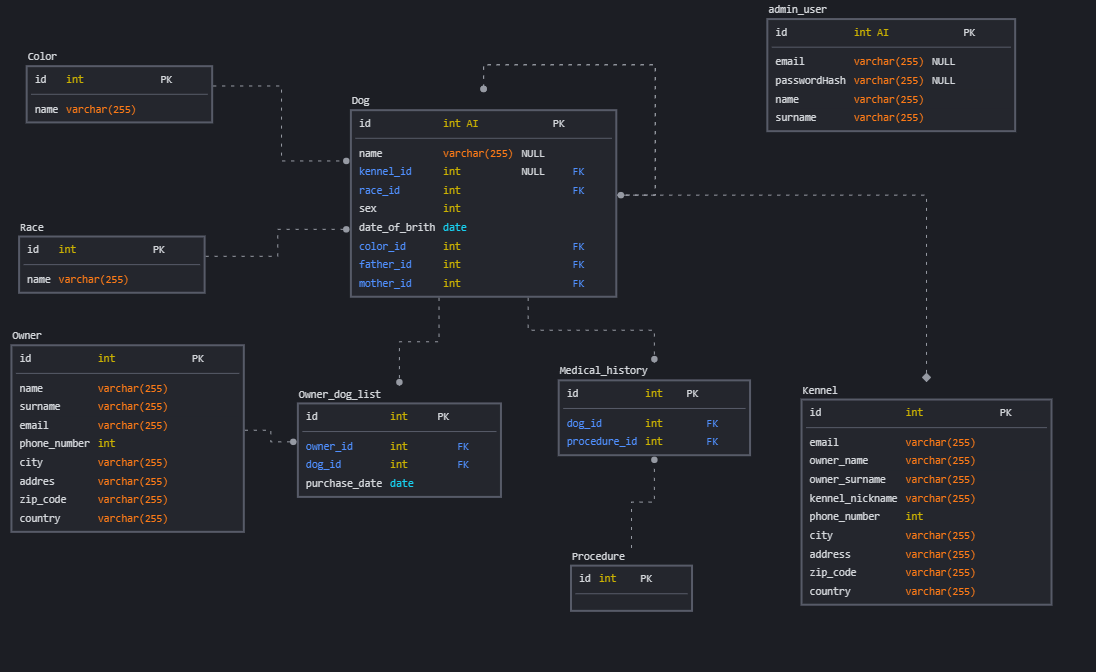 admin_user
id int AI PK
email varchar(255) NULL
passwordHash varchar(255) NULL
name varchar(255)
surname varchar(255)
Color
id int PK
name varchar(255)
Dog
id int AI PK
name varchar(255) NULL
kennel_id int NULL FK
race_id int FK
sex int
date_of_brith date
color_id int FK
father_id int FK
mother_id int FK
Race
id int PK
name varchar(255)
Owner
id int PK
name varchar(255)
surname varchar(255)
email varchar(255)
phone_number int
city varchar(255)
addres varchar(255)
zip_code varchar(255)
country varchar(255)
Owner_dog_list
id int PK
owner_id int FK
dog_id int FK
purchase_date date
Medical_history
id int PK
dog_id int FK
procedure_id int FK
Kennel
id int PK
email varchar(255)
owner_name varchar(255)
owner_surname varchar(255)
kennel_nickname varchar(255)
phone_number int
city varchar(255)
address varchar(255)
zip_code varchar(255)
country varchar(255)
Procedure
id int PK